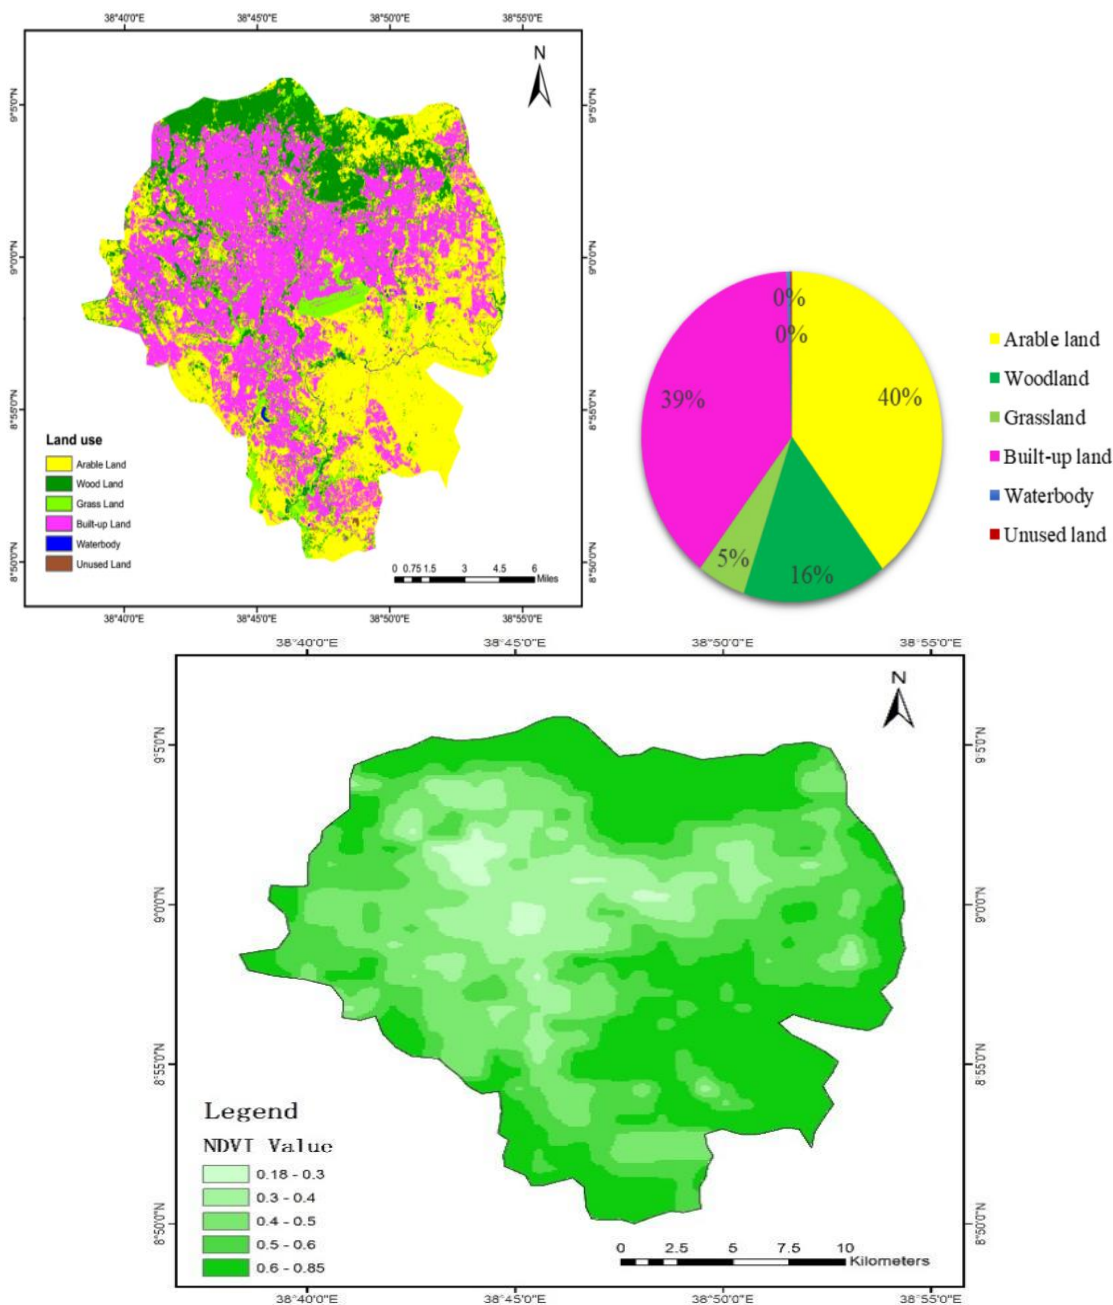 38°40'0"E 38°45'0"E 38°50'0"E 38°55'0"E
N
9°5'0"N 9°5'0"N
9°0'0"N 9°0'0"N
8°55'0"N 8°55'0"N
8°50'0"N 8°50'0"N
Land use
Arable Land
Wood Land
Grass Land
Built-up Land
Waterbody
Unused Land
0 0.75 1.5 3 4.5 6
Miles
38°40'0"E 38°45'0"E 38°50'0"E 38°55'0"E
0%
0%
39%
40%
5%
16%
Arable land
Woodland
Grassland
Built-up land
Waterbody
Unused land
38°40'0"E 38°45'0"E 38°50'0"E 38°55'0"E
N
9°5'0"N 9°5'0"N
9°0'0"N 9°0'0"N
8°55'0"N 8°55'0"N
8°50'0"N 8°50'0"N
Legend
NDVI Value
0.18 - 0.3
0.3 - 0.4
0.4 - 0.5
0.5 - 0.6
0.6 - 0.85
0 2.5 5 7.5 10
Kilometers
38°40'0"E 38°45'0"E 38°50'0"E 38°55'0"E